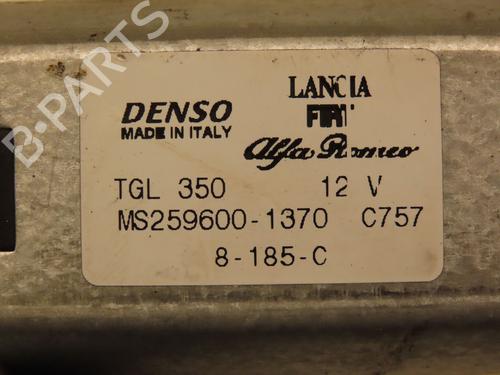 B-PARTS
DENSO
MADE IN ITALY
LANCIA
FIAT
Alfa Romeo
TGL 350 12 V
MS259600-1370 C757
8-185-C